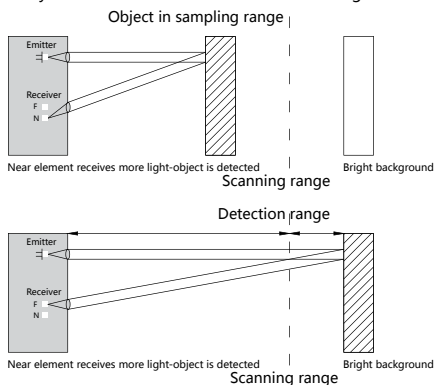 Object in sampling range
Emitter
Receiver
F
N
Near element receives more light-object is detected
Bright background
Scanning range
Detection range
Emitter
Receiver
F
N
Near element receives more light-object is detected
Bright background
Scanning range